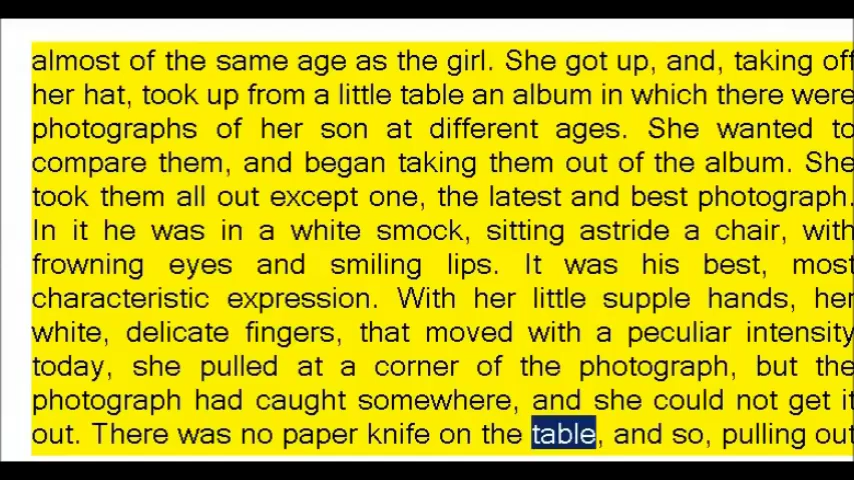 almost of the same age as the girl. She got up, and, taking off
her hat, took up from a little table an album in which there were
photographs of her son at different ages. She wanted to
compare them, and began taking them out of the album. She
took them all out except one, the latest and best photograph.
In it he was in a white smock, sitting astride a chair, with
frowning eyes and smiling lips. It was his best, most
characteristic expression. With her little supple hands, her
white, delicate fingers, that moved with a peculiar intensity
today, she pulled at a corner of the photograph, but the
photograph had caught somewhere, and she could not get it
out. There was no paper knife on the table, and so, pulling out